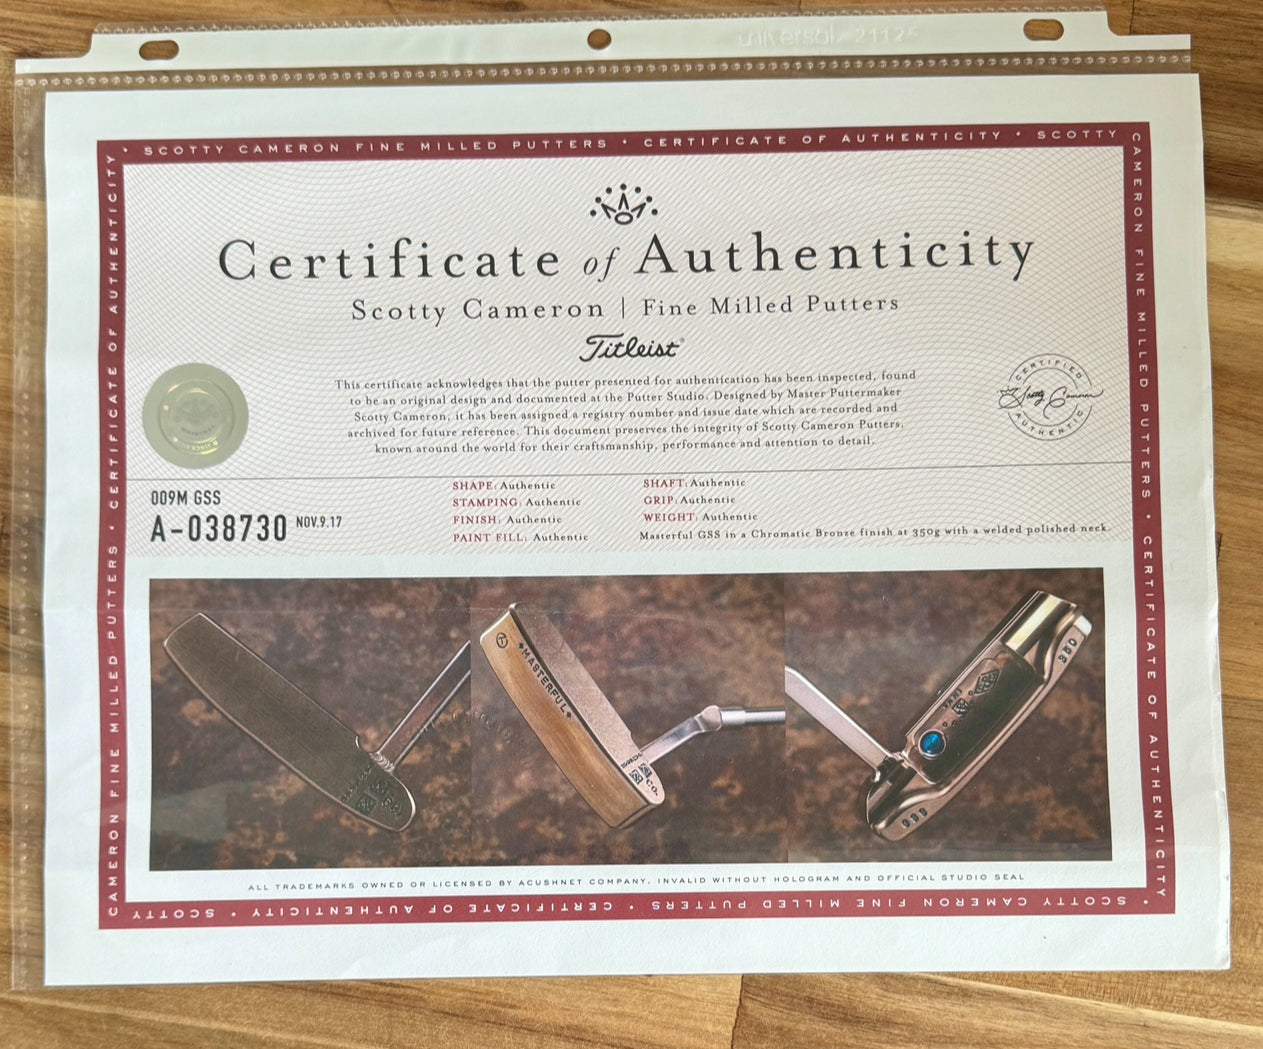 universal 21125
SCOTTY CAMERON FINE MILLED PUTTERS • CERTIFICATE OF AUTHENTICITY • SCOTTY
CAMERON FINE MILLED PUTTERS • CERTIFICATE OF AUTHENTICITY •
SCOTTY CAMERON FINE MILLED PUTTERS • CERTIFICATE OF AUTHENTICITY • SCOTTY
CAMERON FINE MILLED PUTTERS • CERTIFICATE OF AUTHENTICITY •
Certificate of Authenticity
Scotty Cameron | Fine Milled Putters
Titleist
This certificate acknowledges that the putter presented for authentication has been inspected, found
to be an original design and documented at the Putter Studio. Designed by Master Puttermaker
Scotty Cameron, it has been assigned a registry number and issue date which are recorded and
archived for future reference. This document preserves the integrity of Scotty Cameron Putters,
known around the world for their craftsmanship, performance and attention to detail.
CERTIFIED
Scotty Cameron
AUTHENTIC
009M GSS
A-038730 NOV.9.17
SHAPE: Authentic
STAMPING: Authentic
FINISH: Authentic
PAINT FILL: Authentic
SHAFT: Authentic
GRIP: Authentic
WEIGHT: Authentic
Masterful GSS in a Chromatic Bronze finish at 350g with a welded polished neck.
T
MASTERFUL
Co.
350
GSS
ALL TRADEMARKS OWNED OR LICENSED BY ACUSHNET COMPANY. INVALID WITHOUT HOLOGRAM AND OFFICIAL STUDIO SEAL